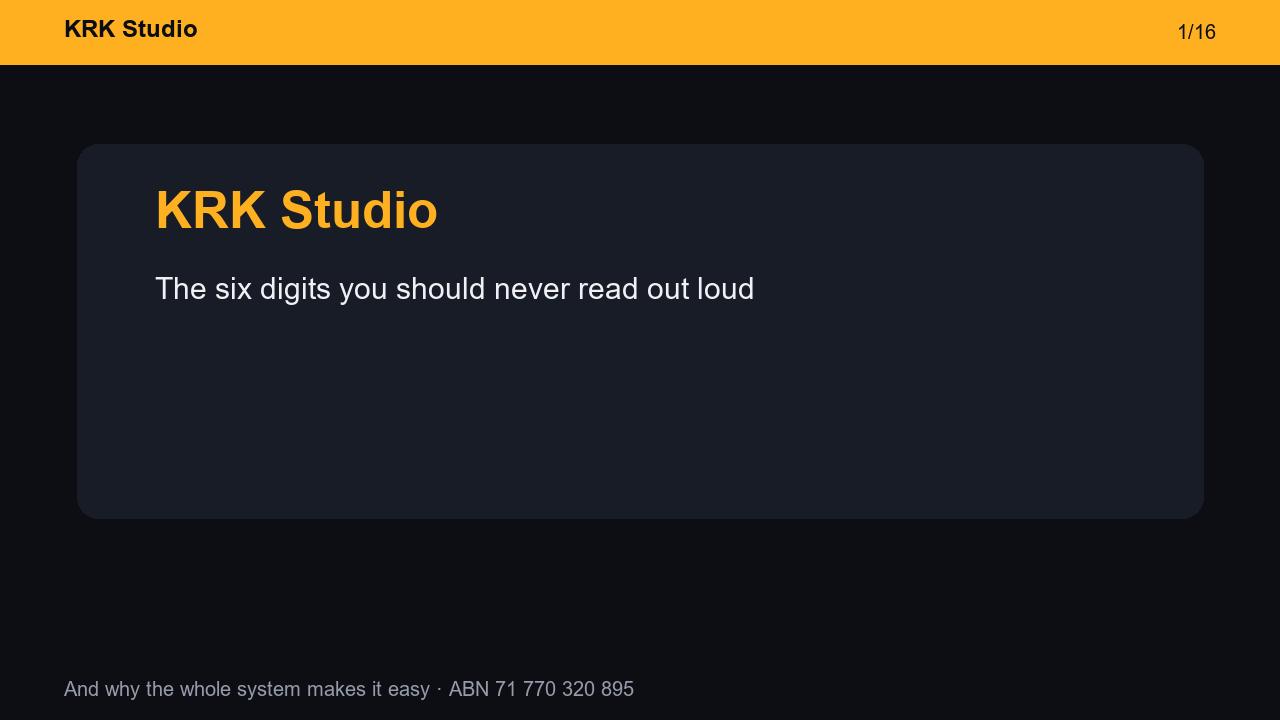 KRK Studio
1/16
KRK Studio
The six digits you should never read out loud
And why the whole system makes it easy · ABN 71 770 320 895